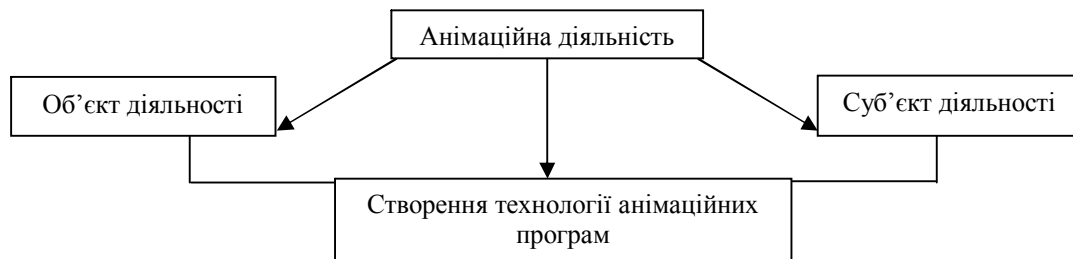 Анімаційна діяльність
Об’єкт діяльності
Суб’єкт діяльності
Створення технології анімаційних
програм